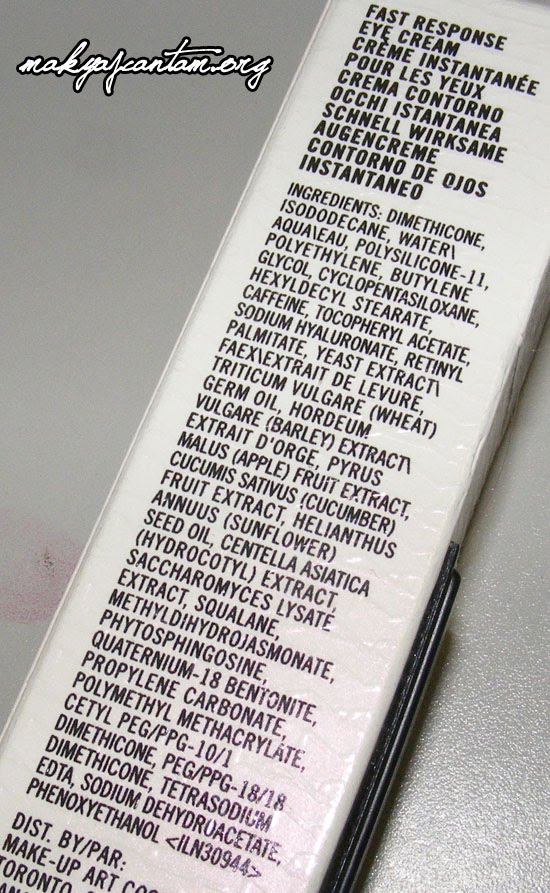 makyajcantam.org
FAST RESPONSE
EYE CREAM
CRÈME INSTANTANÉE
POUR LES YEUX
CREMA CONTORNO
OCCHI ISTANTANEA
SCHNELL WIRKSAME
AUGENCREME
CONTORNO DE OJOS
INSTANTANEO
INGREDIENTS: DIMETHICONE,
ISODODECANE, WATER\
AQUA\EAU, POLYSILICONE-11,
POLYETHYLENE, BUTYLENE
GLYCOL, CYCLOPENTASILOXANE,
HEXYLDECYL STEARATE,
CAFFEINE, TOCOPHERYL ACETATE,
SODIUM HYALURONATE, RETINYL
PALMITATE, YEAST EXTRACT\
FAEX\EXTRAIT DE LEVURE,
TRITICUM VULGARE (WHEAT)
GERM OIL, HORDEUM
VULGARE (BARLEY) EXTRACT\
EXTRAIT D'ORGE, PYRUS
MALUS (APPLE) FRUIT EXTRACT,
CUCUMIS SATIVUS (CUCUMBER)
FRUIT EXTRACT, HELIANTHUS
ANNUUS (SUNFLOWER)
SEED OIL, CENTELLA ASIATICA
(HYDROCOTYL) EXTRACT,
SACCHAROMYCES LYSATE
EXTRACT, SQUALANE,
METHYLDIHYDROJASMONATE,
PHYTOSPHINGOSINE,
QUATERNIUM-18 BENTONITE,
PROPYLENE CARBONATE,
POLYMETHYL METHACRYLATE,
CETYL PEG/PPG-10/1
DIMETHICONE, PEG/PPG-18/18
DIMETHICONE, TETRASODIUM
EDTA, SODIUM DEHYDROACETATE,
PHENOXYETHANOL <ILN30944>
DIST. BY/PAR:
MAKE-UP ART COS
TORONTO,